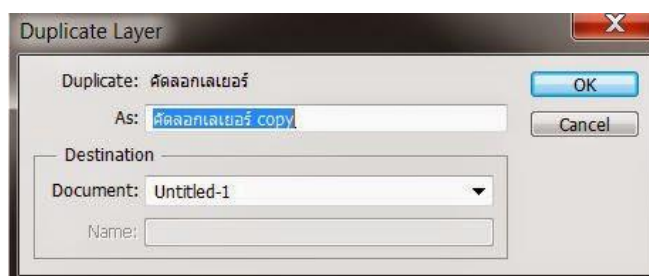 Duplicate Layer
Duplicate: คัดลอกเลเยอร์
OK
As: คัดลอกเลเยอร์ copy
Cancel
Destination
Document: Untitled-1
Name: